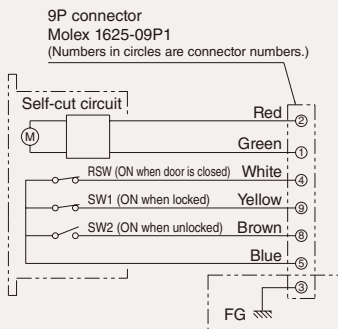 9P connector
Molex 1625-09P1
(Numbers in circles are connector numbers.)
Self-cut circuit
M
Red ②
Green ①
RSW (ON when door is closed) White ④
SW1 (ON when locked) Yellow ⑨
SW2 (ON when unlocked) Brown ⑧
Blue ⑤
③
FG